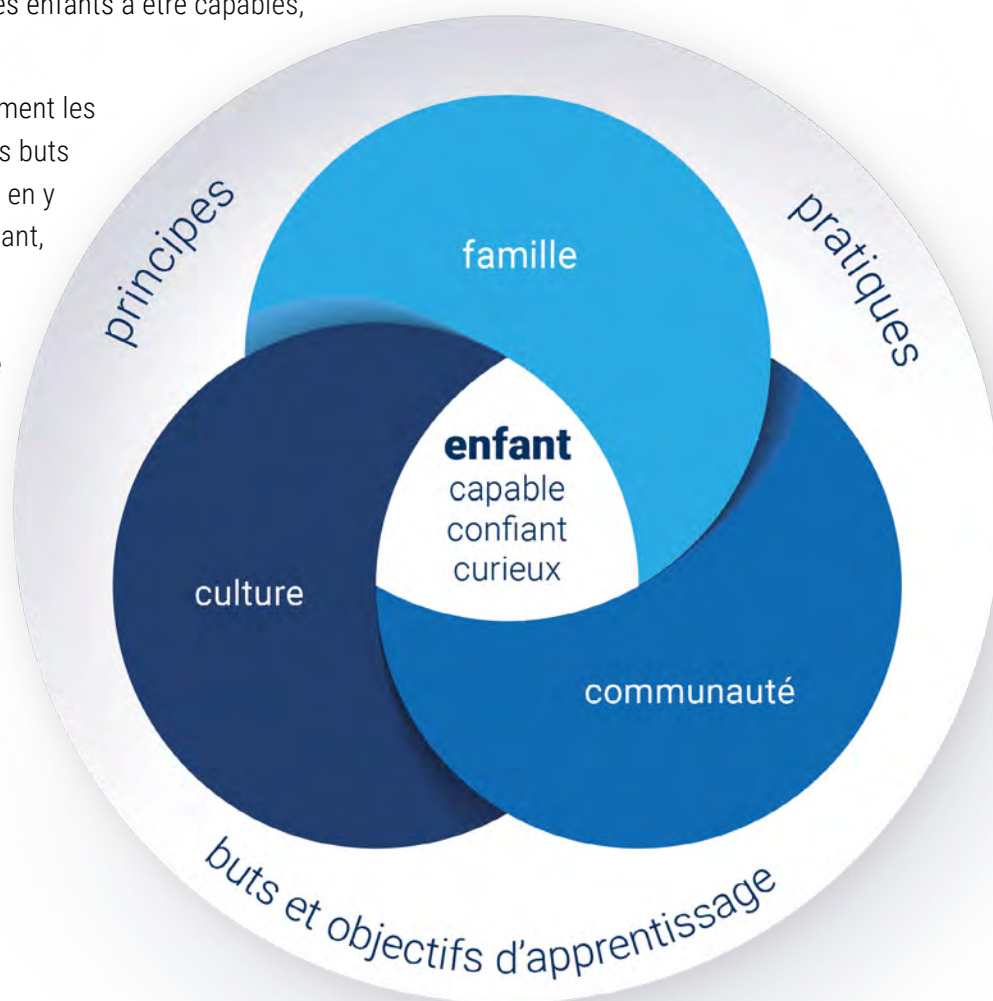 es enfants à être capables,
ment les
s buts
en y
ant,
principes
pratiques
famille
enfant
capable
confiant
curieux
culture
communauté
buts et objectifs d'apprentissage